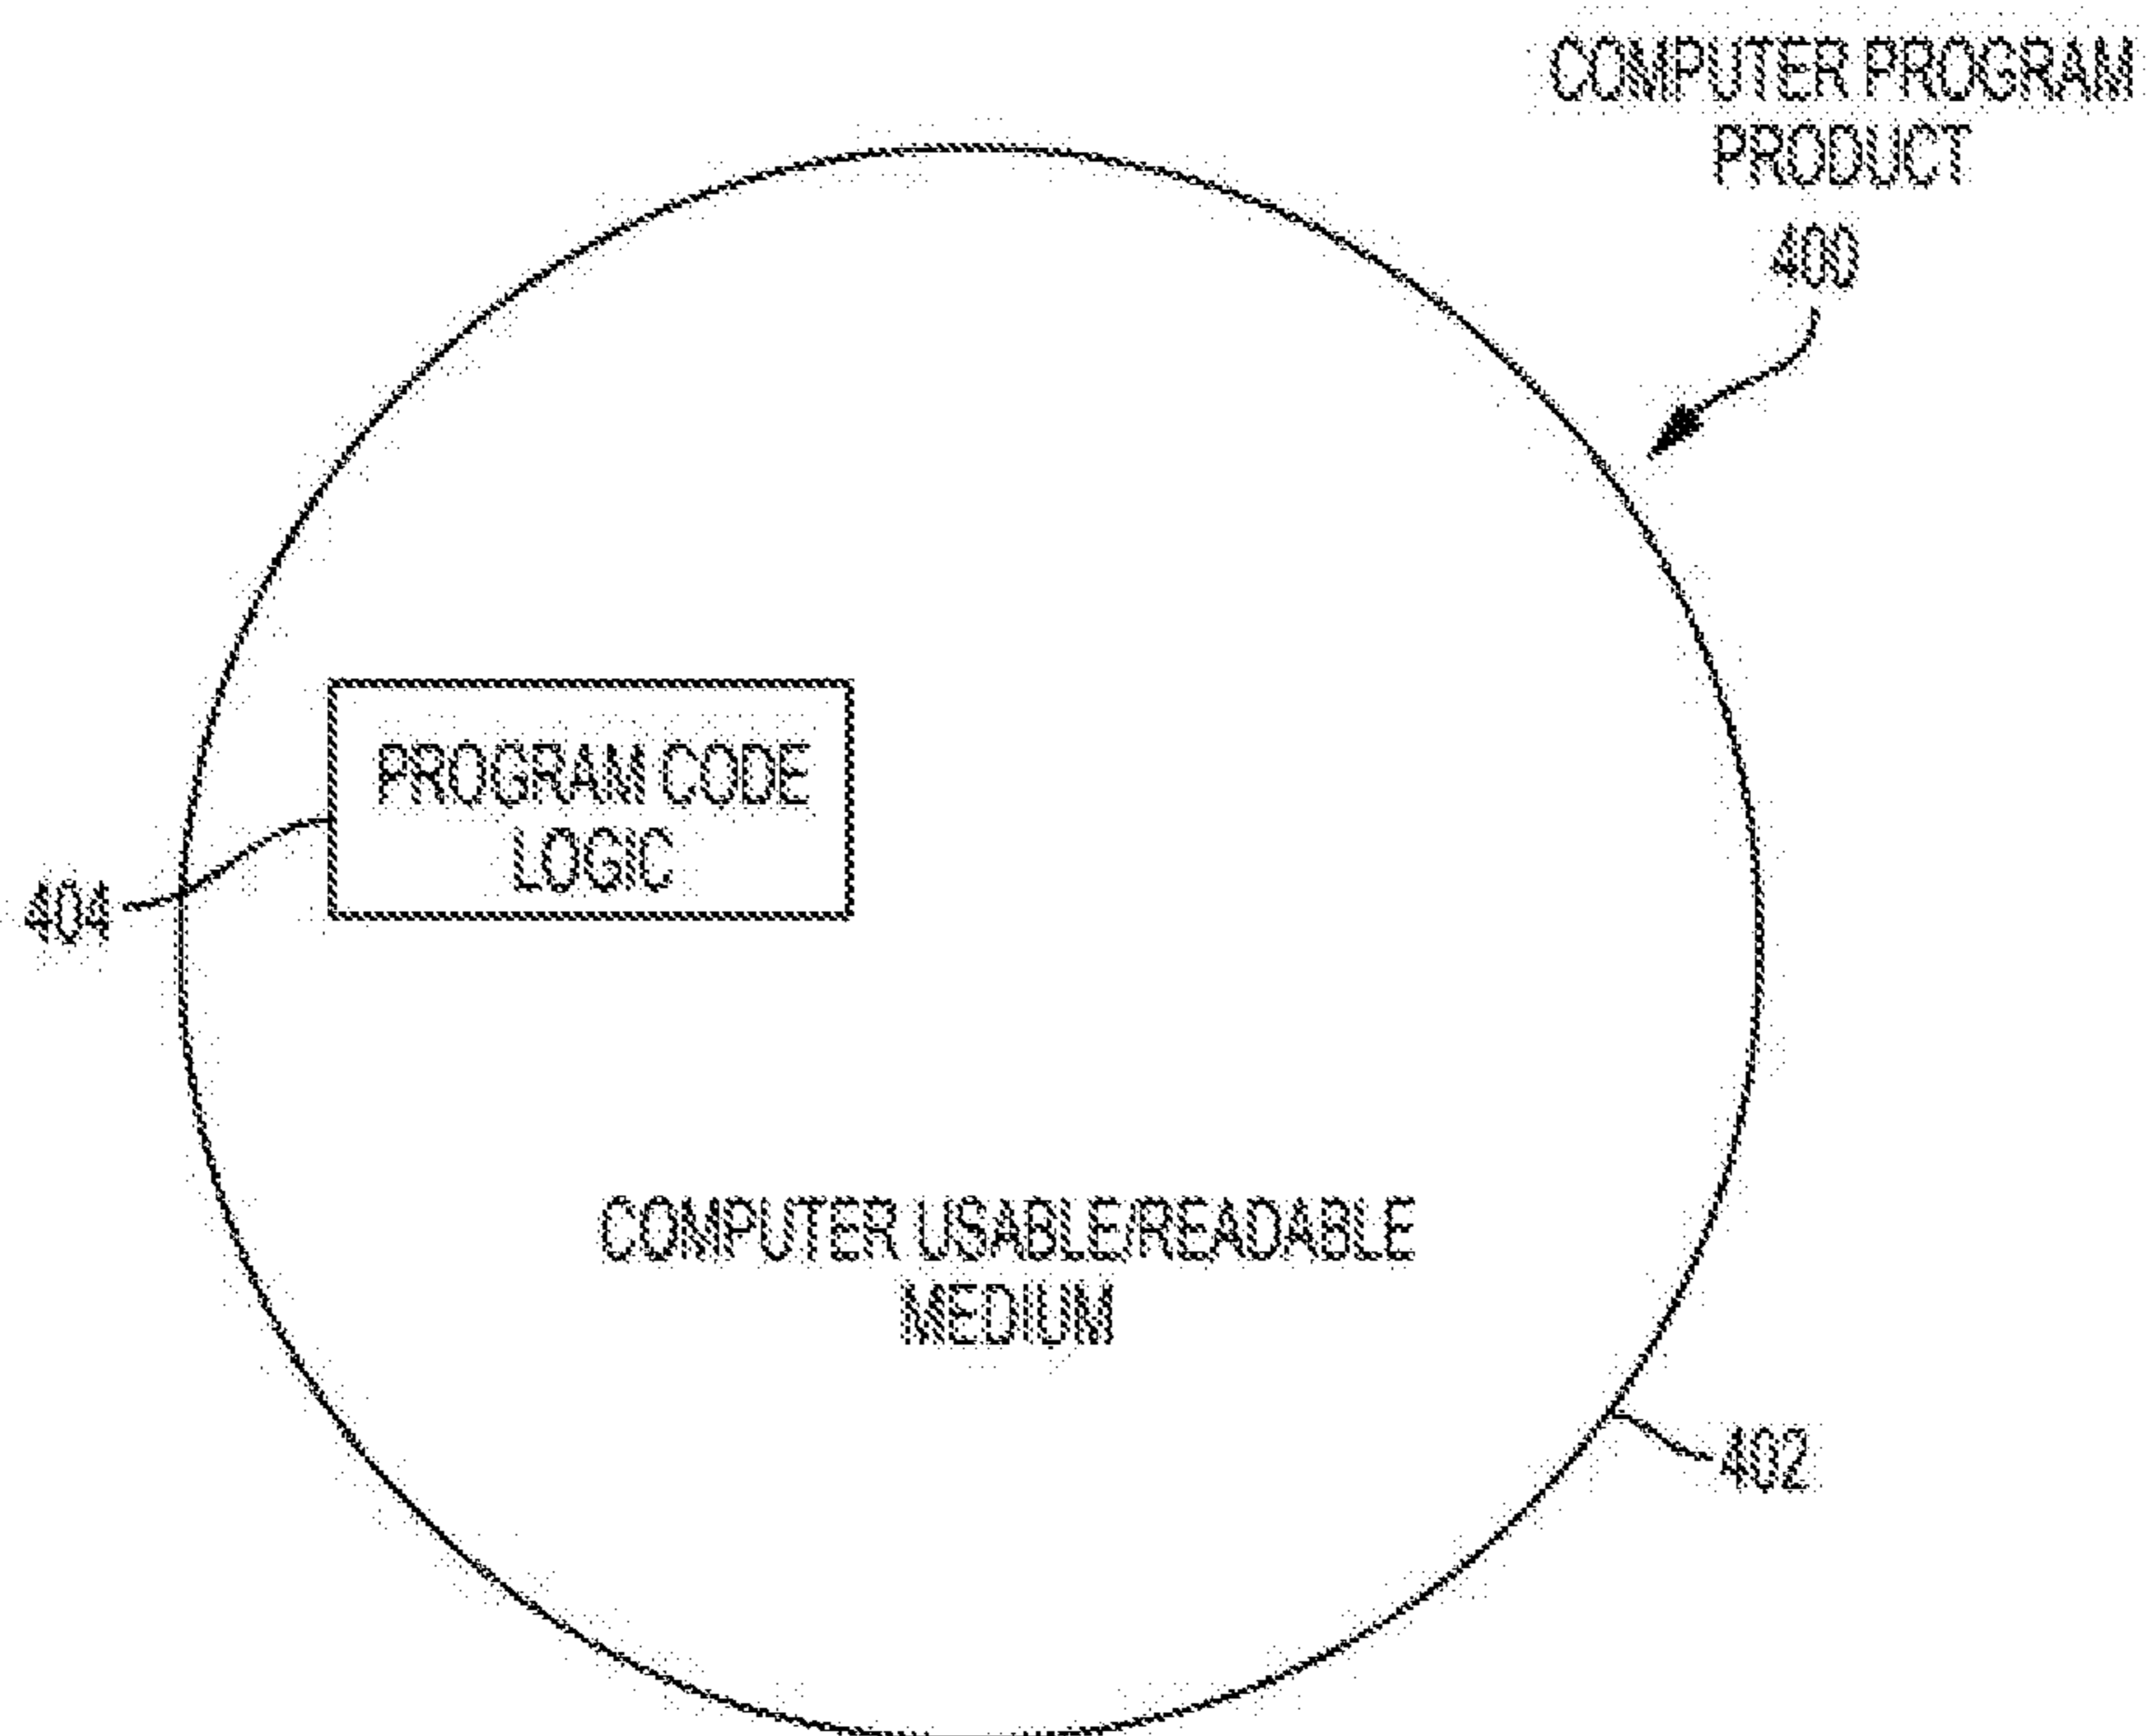 COMPUTER PROGRAM
PRODUCT
400
PROGRAM CODE
LOGIC
404
COMPUTER USABLE/READABLE
MEDIUM
402